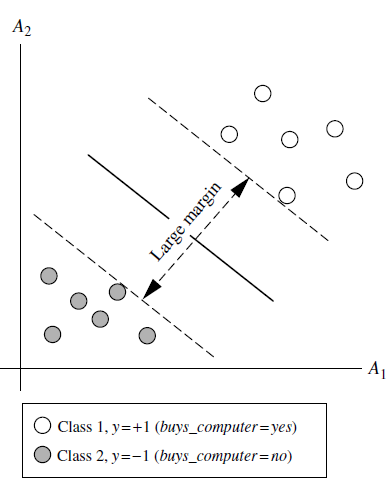 A₂
Large margin
A₁
Class 1, y=+1 (buys_computer=yes)
Class 2, y=−1 (buys_computer=no)